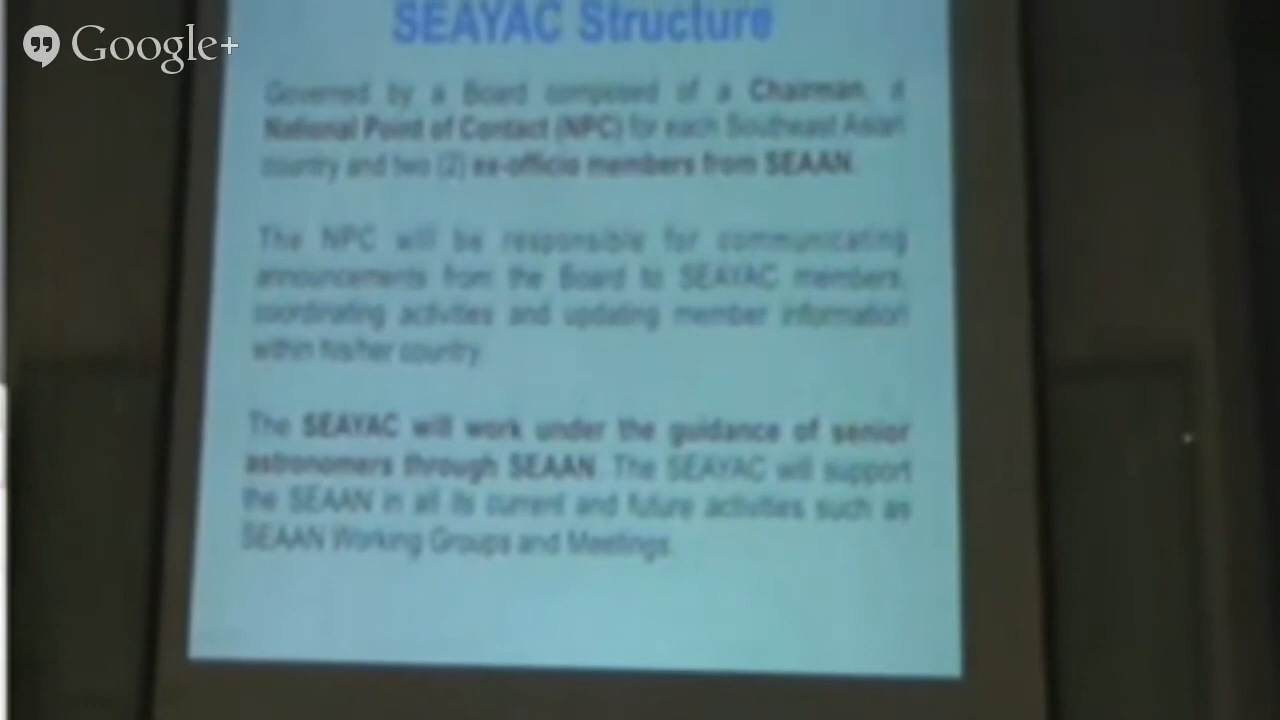 Google+
SEAYAC Structure
Governed by a Board composed of a Chairman, a
National Point of Contact (NPC) for each Southeast Asian
country and two (2) ex-officio members from SEAAN.
The NPC will be responsible for communicating
announcements from the Board to SEAYAC members,
coordinating activities and updating member information
within his/her country.
The SEAYAC will work under the guidance of senior
astronomers through SEAAN. The SEAYAC will support
the SEAAN in all its current and future activities such as
SEAAN Working Groups and Meetings.